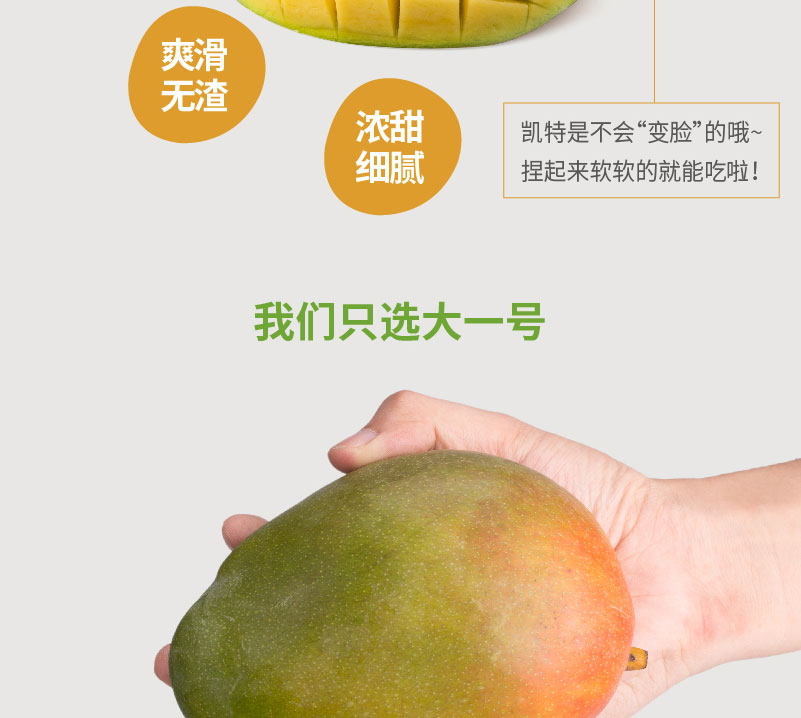 爽滑
无渣
浓甜
细腻
凯特是不会“变脸”的哦~
捏起来软软的就能吃啦！
我们只选大一号